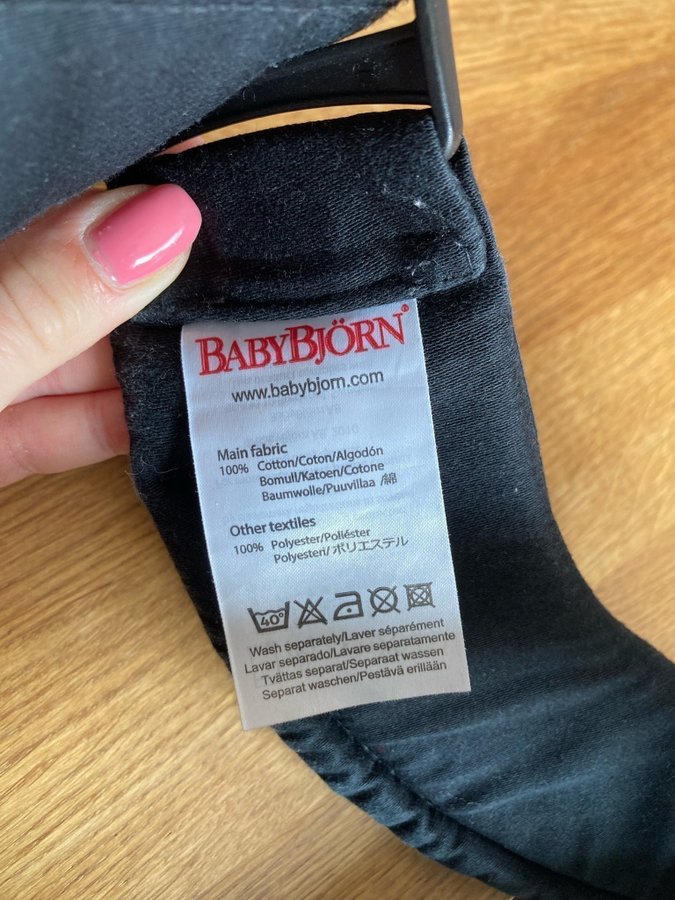 BABYBJÖRN®
www.babybjorn.com
Main fabric
100% Cotton/Coton/Algodón
Bomull/Katoen/Cotone
Baumwolle/Puuvillaa /綿
Other textiles
100% Polyester/Poliéster
Polyesteri/ポリエステル
40°
Wash separately/Laver séparément
Lavar separado/Lavare separatamente
Tvättas separat/Separaat wassen
Separat waschen/Pestävä erillään